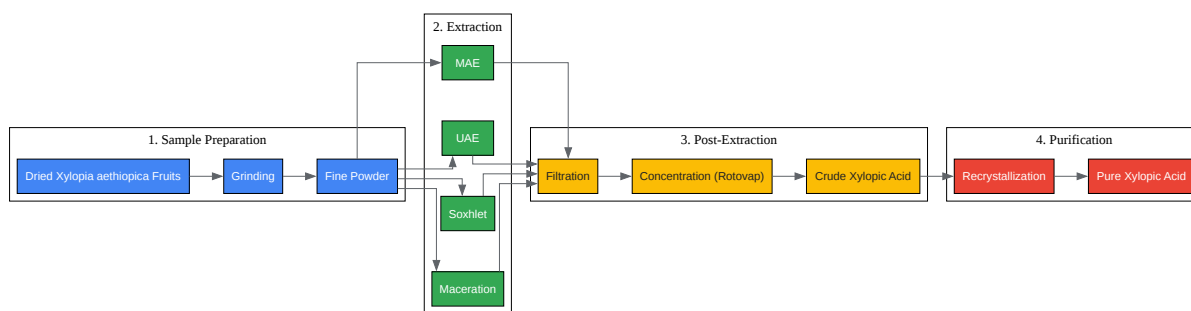 1. Sample Preparation
Dried Xylopia aethiopica Fruits
Grinding
Fine Powder
2. Extraction
MAE
UAE
Soxhlet
Maceration
3. Post-Extraction
Filtration
Concentration (Rotovap)
Crude Xylopic Acid
4. Purification
Recrystallization
Pure Xylopic Acid